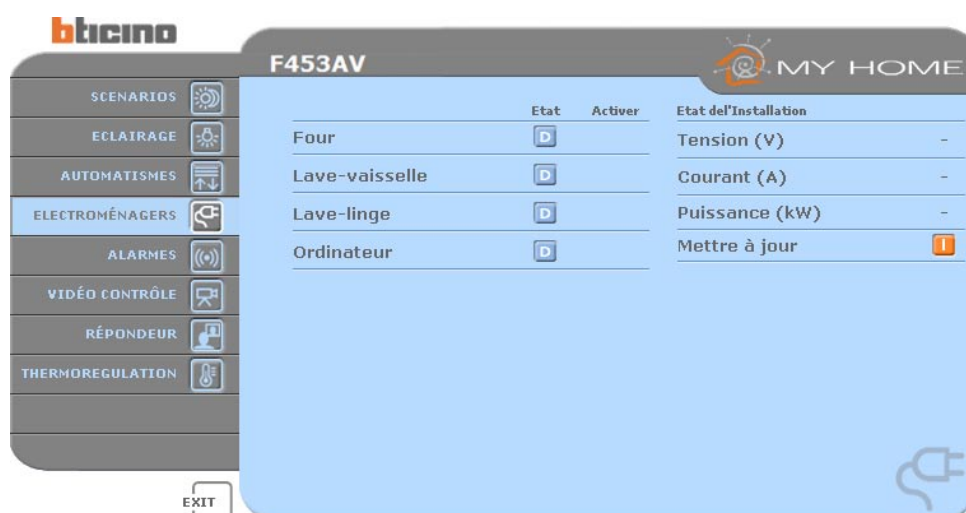 bticino
F453AV
MY HOME
SCENARIOS
ECLAIRAGE
AUTOMATISMES
ELECTROMÉNAGERS
ALARMES
VIDÉO CONTRÔLE
RÉPONDEUR
THERMOREGULATION
EXIT
Etat Activer
Four D
Lave-vaisselle D
Lave-linge D
Ordinateur D
Etat del'Installation
Tension (V) -
Courant (A) -
Puissance (kW) -
Mettre à jour I